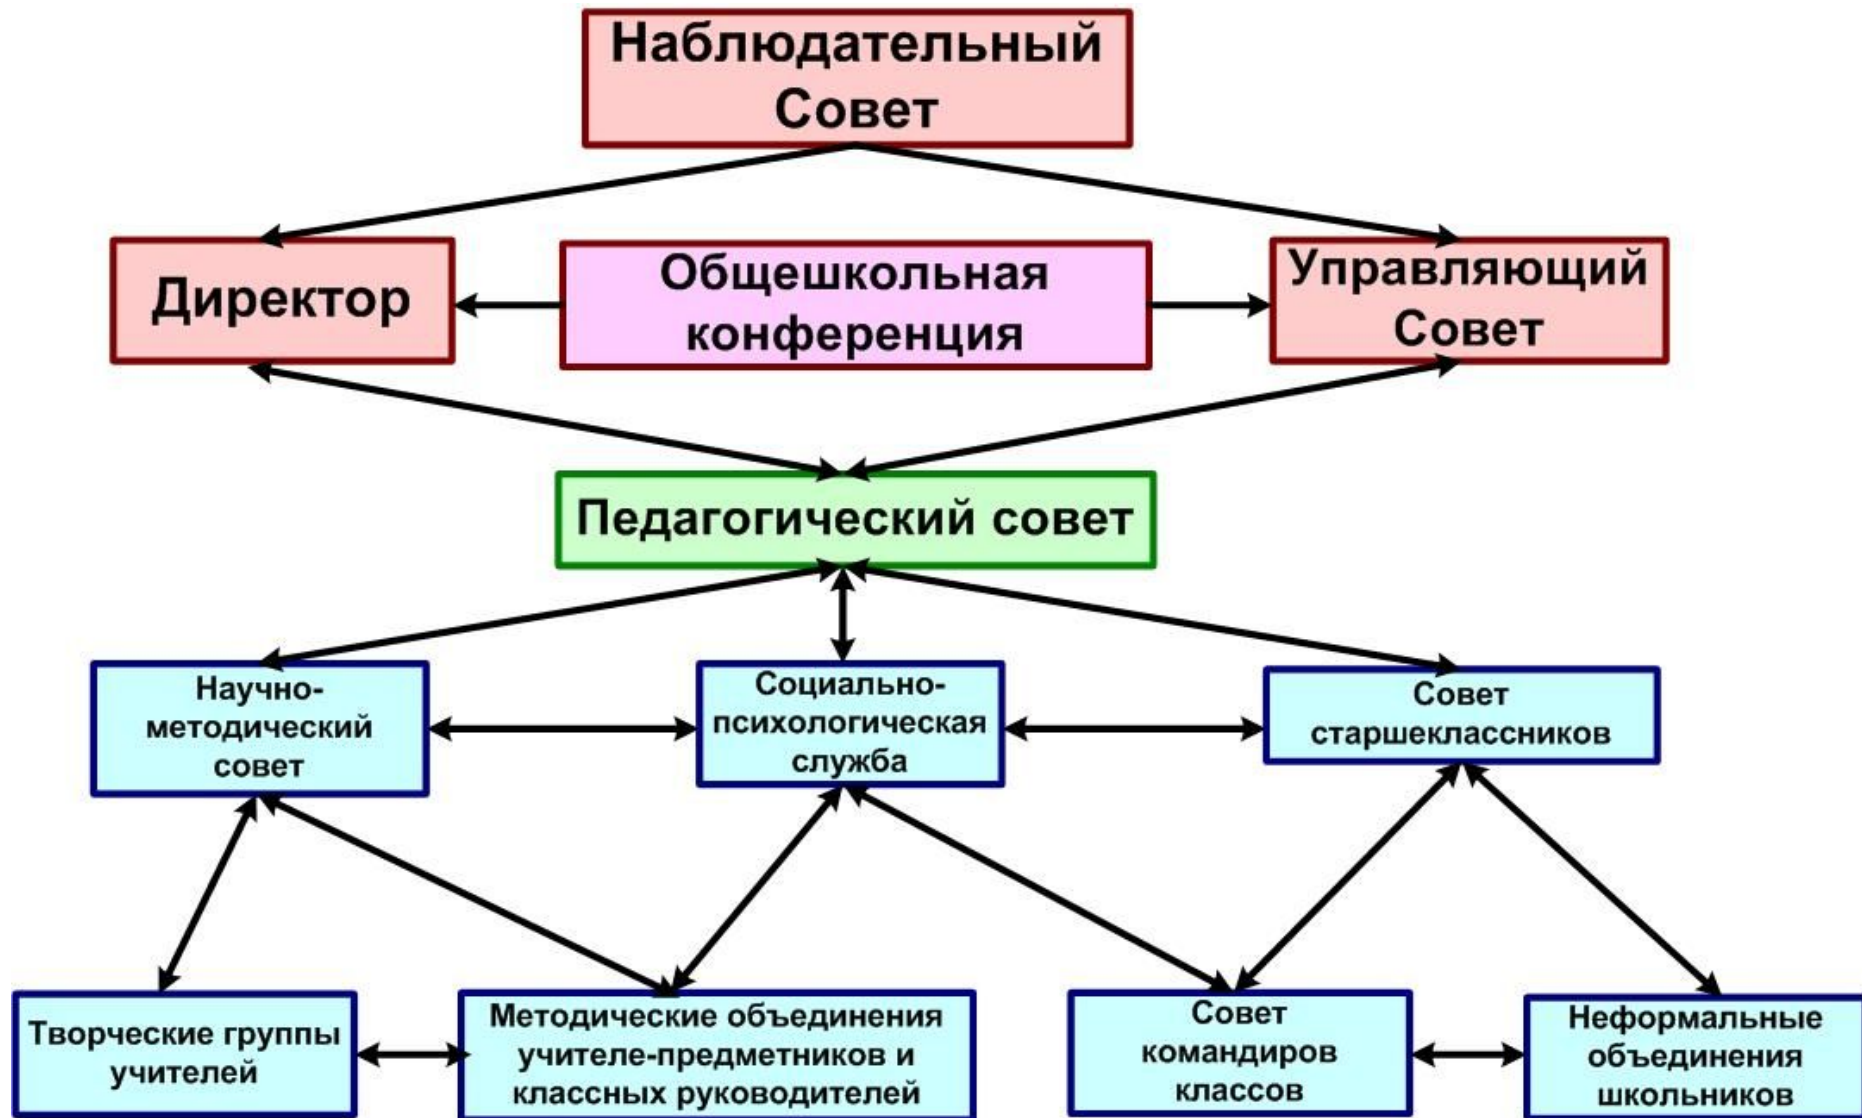 Наблюдательный
Совет
Директор
Общешкольная
конференция
Управляющий
Совет
Педагогический совет
Научно-
методический
совет
Социально-
психологическая
служба
Совет
старшеклассников
Творческие группы
учителей
Методические объединения
учителе-предметников и
классных руководителей
Совет
командиров
классов
Неформальные
объединения
школьников